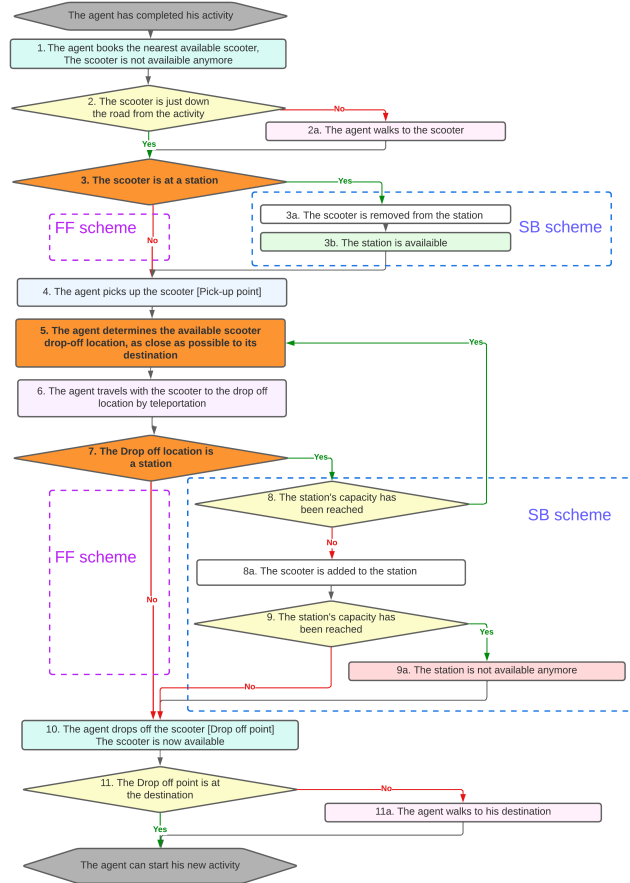 The agent has completed his activity
1. The agent books the nearest available scooter,
The scooter is not availaible anymore
2. The scooter is just down
the road from the activity
No
2a. The agent walks to the scooter
Yes
3. The scooter is at a station
Yes
3a. The scooter is removed from the station
FF scheme
SB scheme
No
3b. The station is availaible
4. The agent picks up the scooter [Pick-up point]
5. The agent determines the available scooter
drop-off location, as close as possible to its
destination
Yes
6. The agent travels with the scooter to the drop off
location by teleportation
7. The Drop off location is
a station
Yes
8. The station's capacity has
been reached
SB scheme
No
FF scheme
8a. The scooter is added to the station
No
9. The station's capacity has
been reached
Yes
9a. The station is not available anymore
No
10. The agent drops off the scooter [Drop off point]
The scooter is now available
11. The Drop off point is at
the destination
No
11a. The agent walks to his destination
Yes
The agent can start his new activity